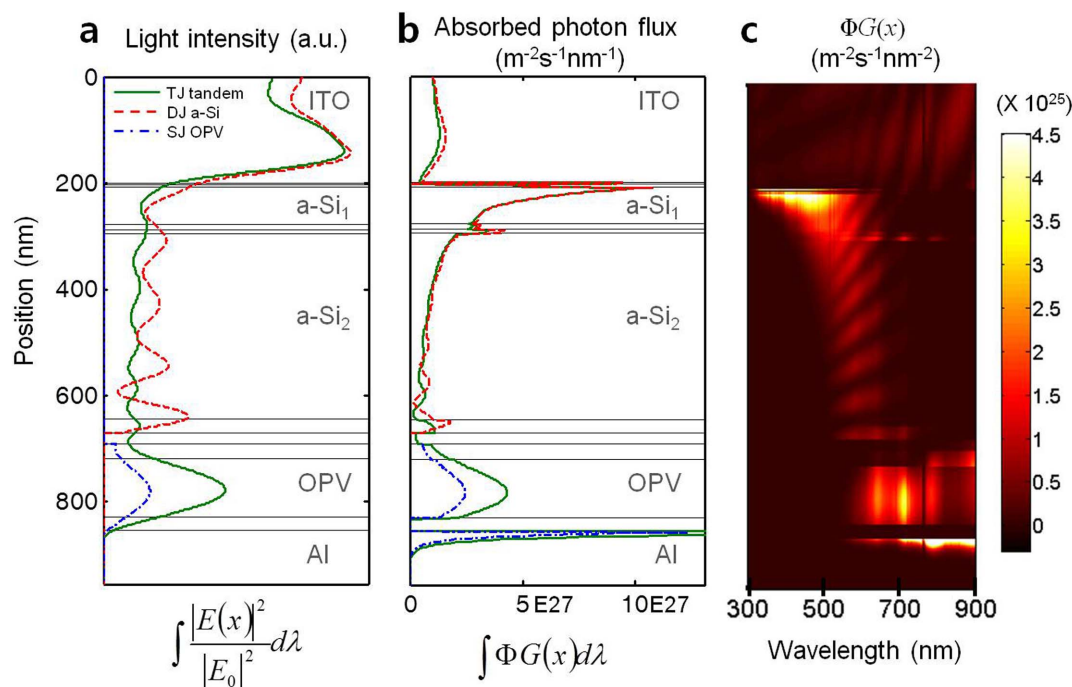 a Light intensity (a.u.)
0
200
400
600
800
Position (nm)
TJ tandem
DJ a-Si
SJ OPV
ITO
a-Si₁
a-Si₂
OPV
Al
∫ |E(x)|² / |E₀|² dλ
b Absorbed photon flux
(m⁻²s⁻¹nm⁻¹)
ITO
a-Si₁
a-Si₂
OPV
Al
0 5E27 10E27
∫ ΦG(x)dλ
c ΦG(x)
(m⁻²s⁻¹nm⁻²)
(X 10²⁵)
4.5
4
3.5
3
2.5
2
1.5
1
0.5
0
300 500 700 900
Wavelength (nm)